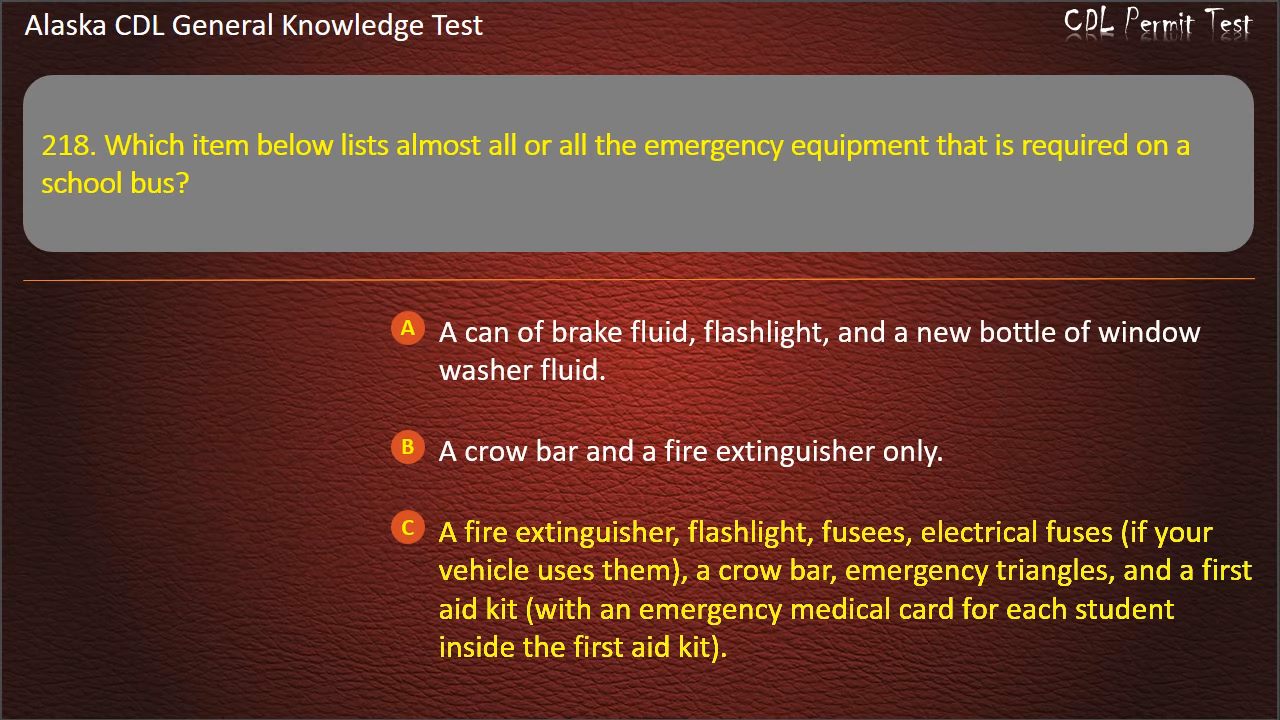 Alaska CDL General Knowledge Test
CDL Permit Test
218. Which item below lists almost all or all the emergency equipment that is required on a
school bus?
A
A can of brake fluid, flashlight, and a new bottle of window
washer fluid.
B
A crow bar and a fire extinguisher only.
C
A fire extinguisher, flashlight, fusees, electrical fuses (if your
vehicle uses them), a crow bar, emergency triangles, and a first
aid kit (with an emergency medical card for each student
inside the first aid kit).